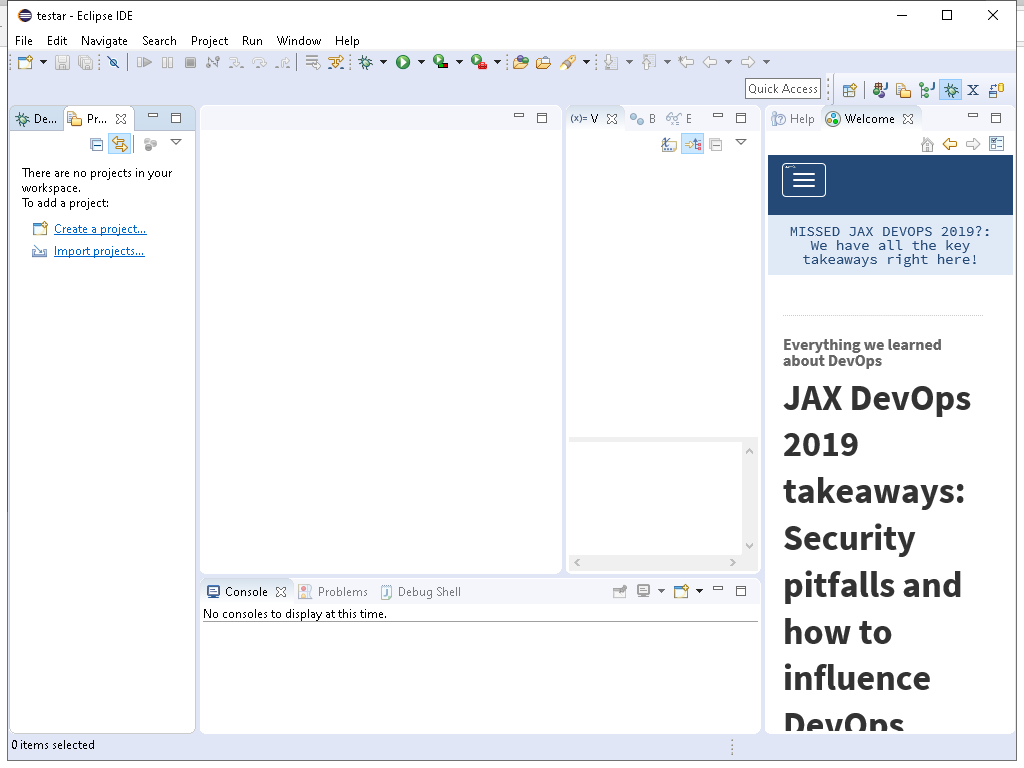 testar - Eclipse IDE
File Edit Navigate Search Project Run Window Help
Quick Access
De...
Pr...
(x)= V
B
E
Help
Welcome
There are no projects in your
workspace.
To add a project:
Create a project...
Import projects...
MISSED JAX DEVOPS 2019?:
We have all the key
takeaways right here!
Everything we learned
about DevOps
JAX DevOps
2019
takeaways:
Security
pitfalls and
how to
influence
DevOps
Console
Problems
Debug Shell
No consoles to display at this time.
0 items selected